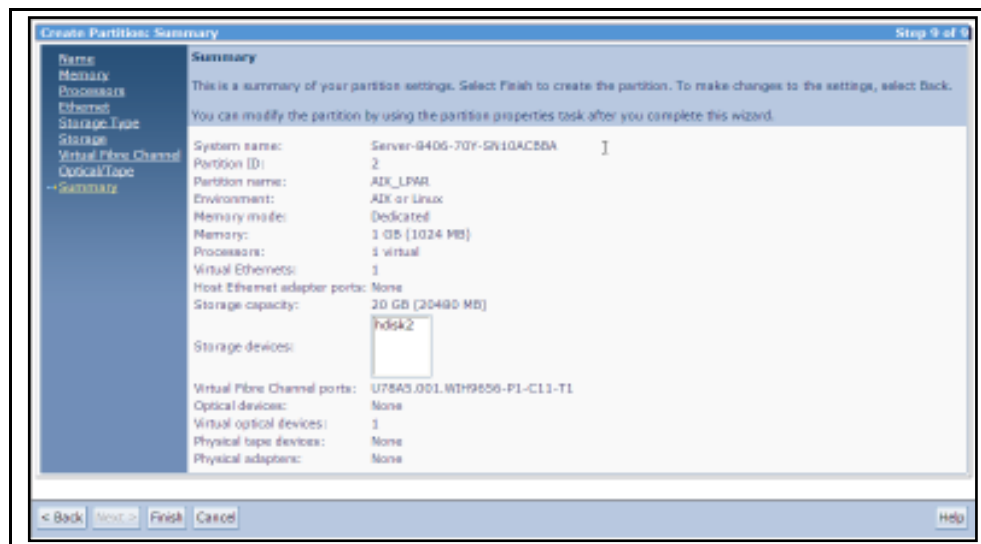 Create Partition: Summary
Step 9 of 9
Name
Memory
Processors
Ethernet
Storage Type
Storage
Virtual Fibre Channel
Optical/Tape
Summary
Summary
This is a summary of your partition settings. Select Finish to create the partition. To make changes to the settings, select Back.
You can modify the partition by using the partition properties task after you complete this wizard.
System name: Server-8406-70Y-SN10ACBBA
Partition ID: 2
Partition name: AIX_LPAR
Environment: AIX or Linux
Memory mode: Dedicated
Memory: 1 GB (1024 MB)
Processors: 1 virtual
Virtual Ethernets: 1
Host Ethernet adapter ports: None
Storage capacity: 20 GB (20480 MB)
hdisk2
Storage devices:
Virtual Fibre Channel ports: U78A5.001.WIH9656-P1-C11-T1
Optical devices: None
Virtual optical devices: 1
Physical tape devices: None
Physical adapters: None
< Back Next > Finish Cancel
Help